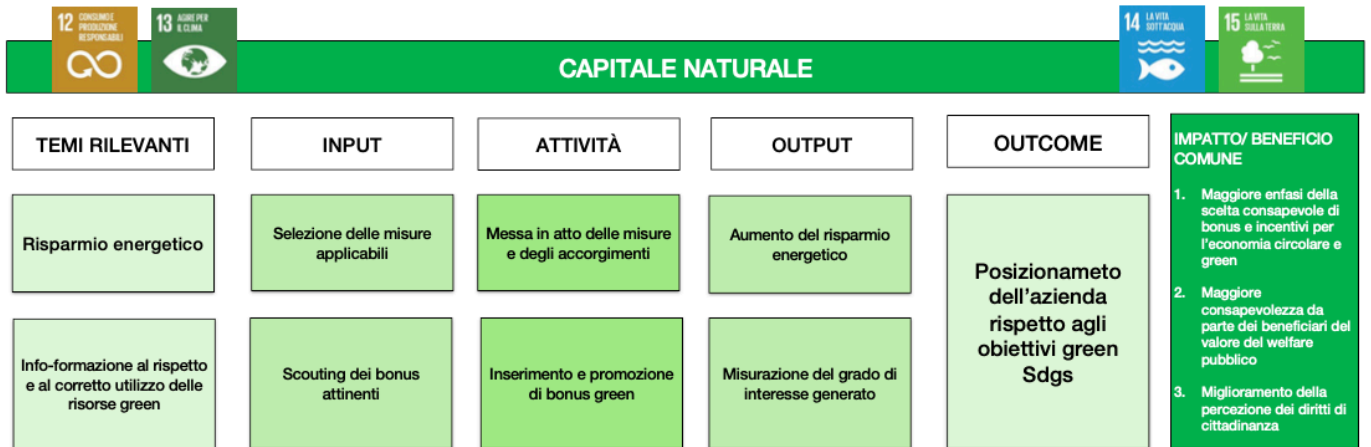 12 CONSUMO E
PRODUZIONE
RESPONSABILI
13 AGIRE PER
IL CLIMA
14 LA VITA
SOTT'ACQUA
15 LA VITA
SULLA TERRA
CAPITALE NATURALE
TEMI RILEVANTI
INPUT
ATTIVITÀ
OUTPUT
OUTCOME
Risparmio energetico
Selezione delle misure
applicabili
Messa in atto delle misure
e degli accorgimenti
Aumento del risparmio
energetico
Info-formazione al rispetto
e al corretto utilizzo delle
risorse green
Scouting dei bonus
attinenti
Inserimento e promozione
di bonus green
Misurazione del grado di
interesse generato
Posizionameto
dell'azienda
rispetto agli
obiettivi green
Sdgs
IMPATTO/ BENEFICIO
COMUNE
1. Maggiore enfasi della
scelta consapevole di
bonus e incentivi per
l'economia circolare e
green
2. Maggiore
consapevolezza da
parte dei beneficiari del
valore del welfare
pubblico
3. Miglioramento della
percezione dei diritti di
cittadinanza